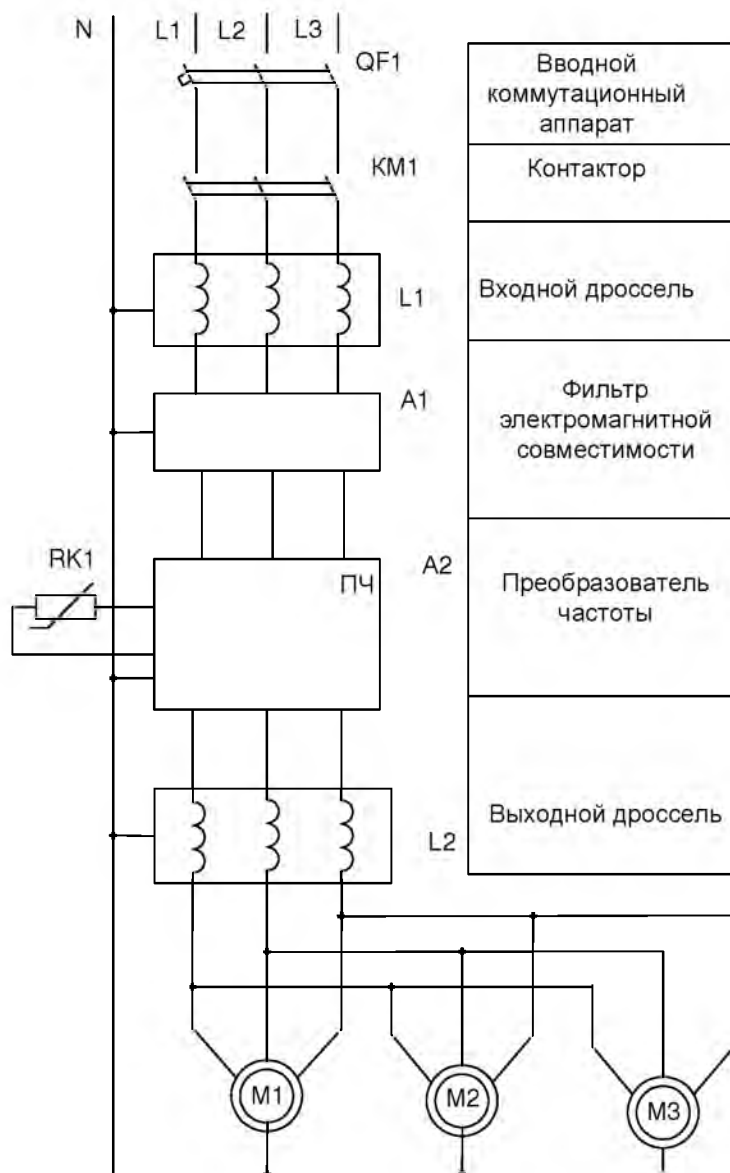 N
L1
L2
L3
QF1
Вводной
коммутационный
аппарат
KM1
Контактор
L1
Входной дроссель
A1
Фильтр
электромагнитной
совместимости
RK1
ПЧ
A2
Преобразователь
частоты
L2
Выходной дроссель
M1
M2
M3